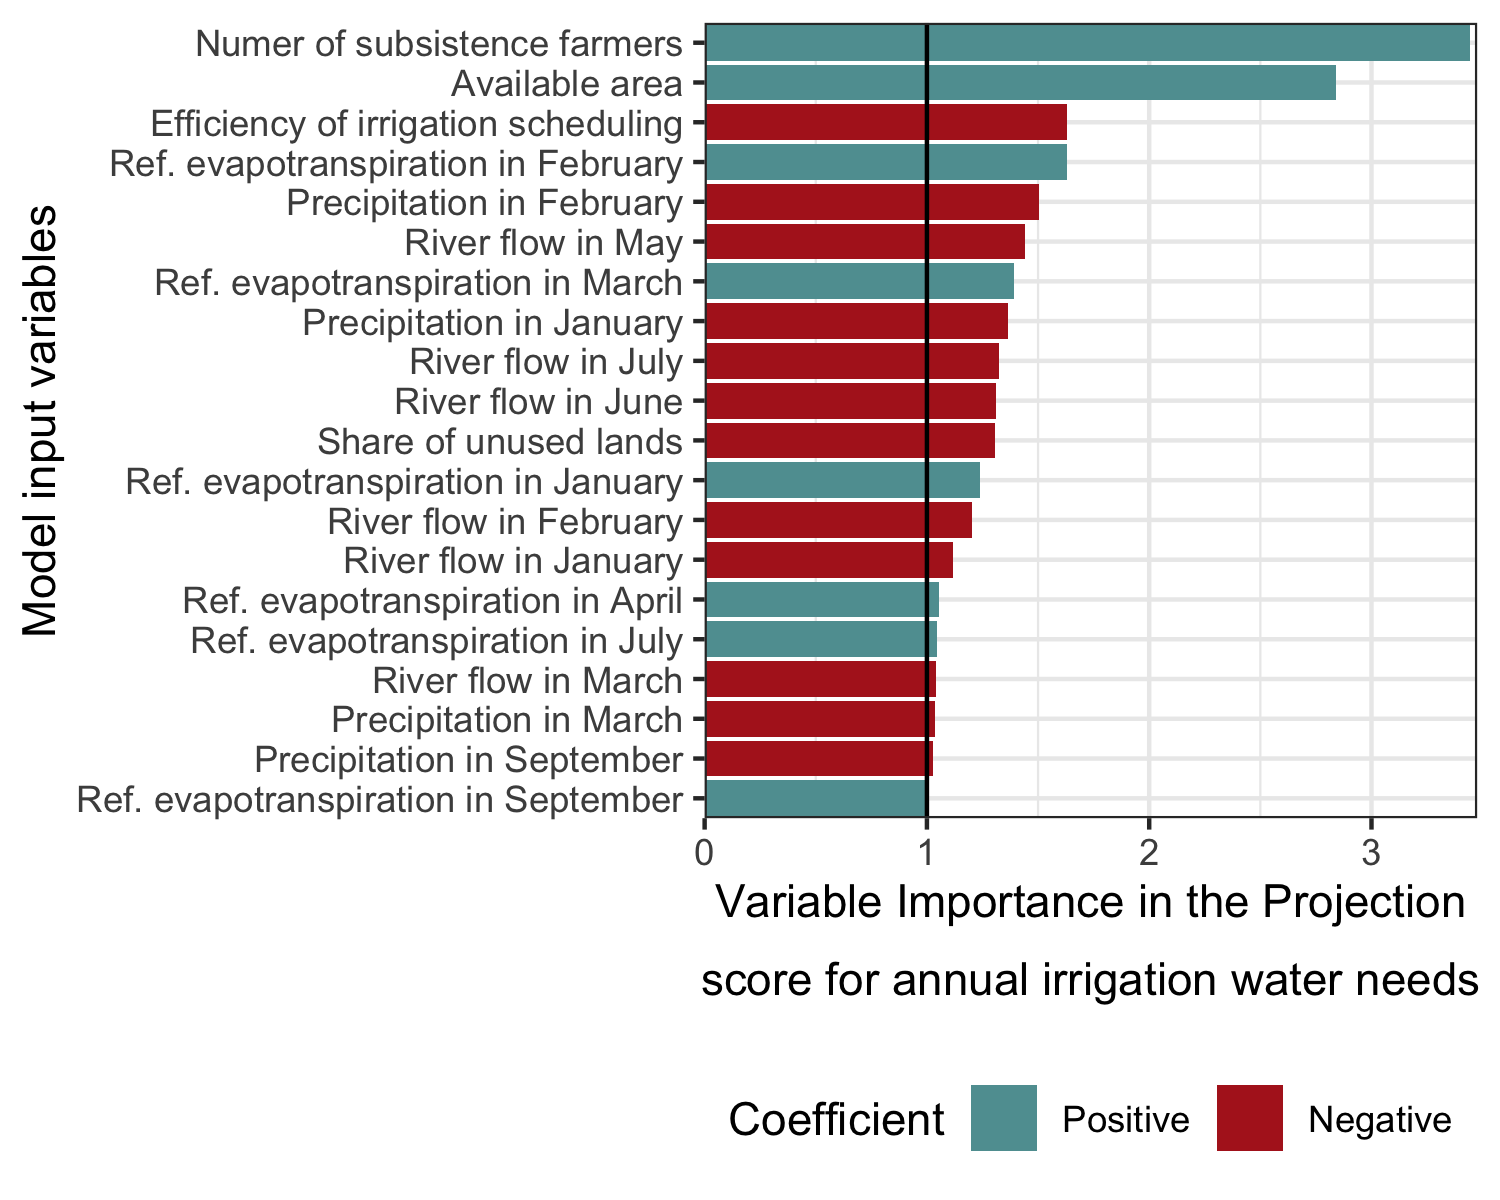 Numer of subsistence farmers
Available area
Efficiency of irrigation scheduling
Ref. evapotranspiration in February
Precipitation in February
River flow in May
Ref. evapotranspiration in March
Precipitation in January
River flow in July
River flow in June
Share of unused lands
Ref. evapotranspiration in January
River flow in February
River flow in January
Ref. evapotranspiration in April
Ref. evapotranspiration in July
River flow in March
Precipitation in March
Precipitation in September
Ref. evapotranspiration in September
Model input variables
0 1 2 3
Variable Importance in the Projection
score for annual irrigation water needs
Coefficient Positive Negative